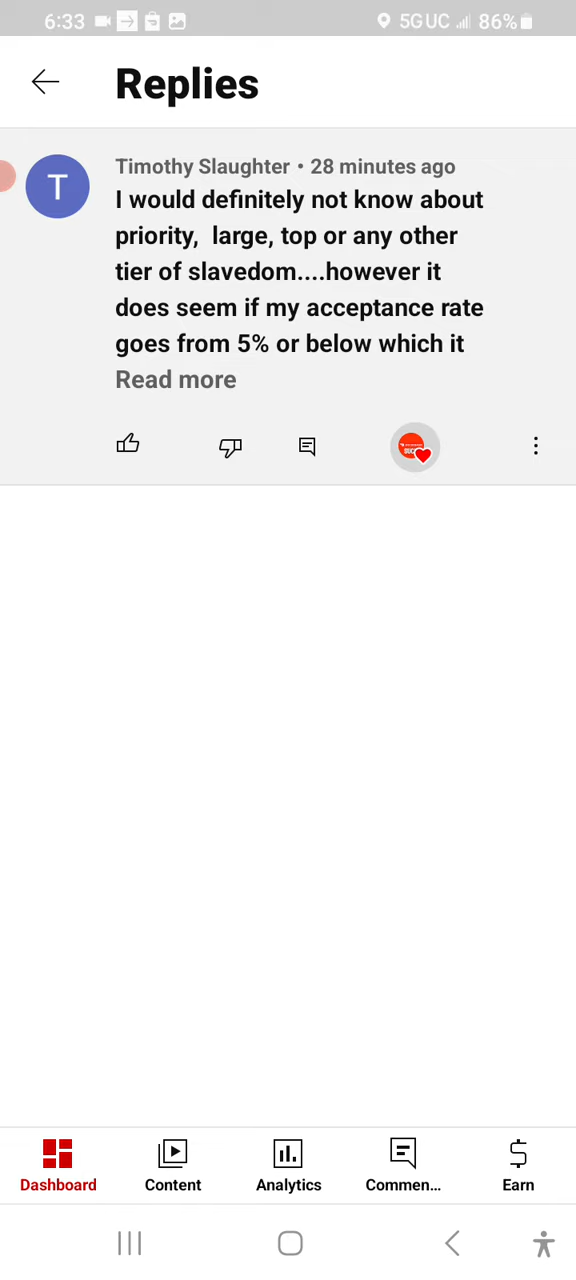 6:33 5G UC 86%
Replies
T
Timothy Slaughter • 28 minutes ago
I would definitely not know about
priority,  large, top or any other
tier of slavedom....however it
does seem if my acceptance rate
goes from 5% or below which it
Read more
Dashboard Content Analytics Commen... Earn